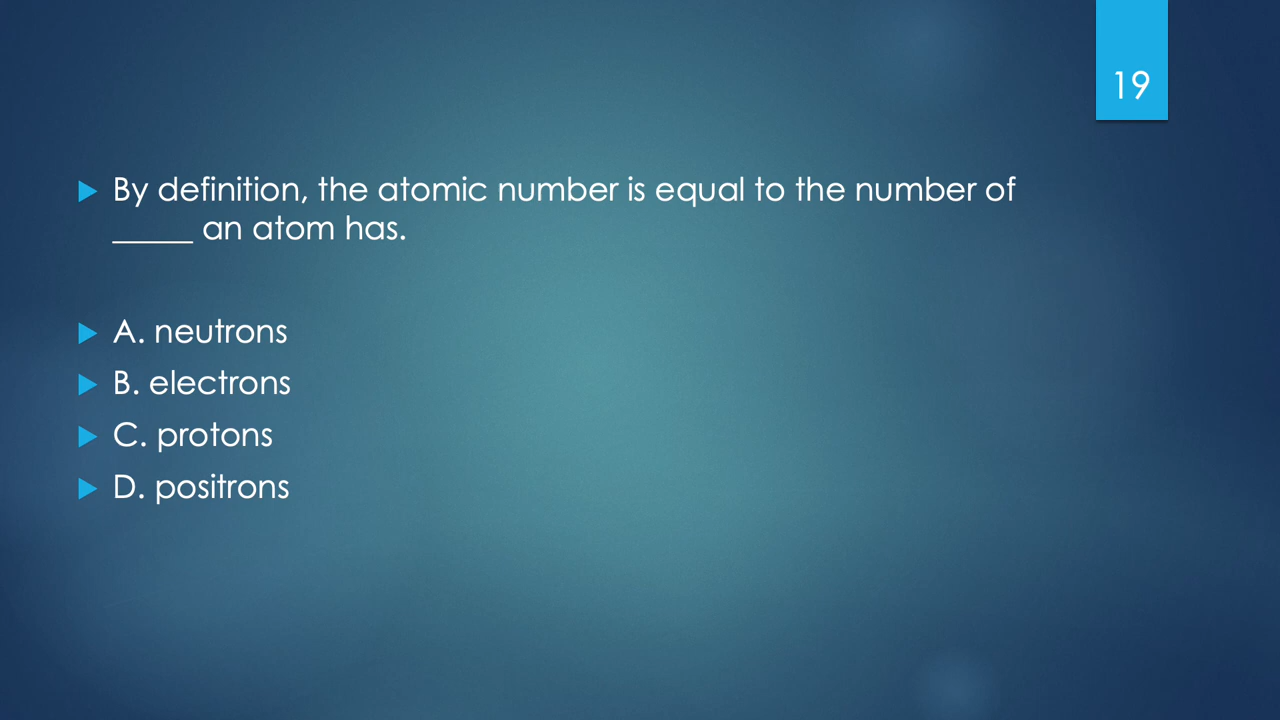 19
By definition, the atomic number is equal to the number of
_____ an atom has.
A. neutrons
B. electrons
C. protons
D. positrons